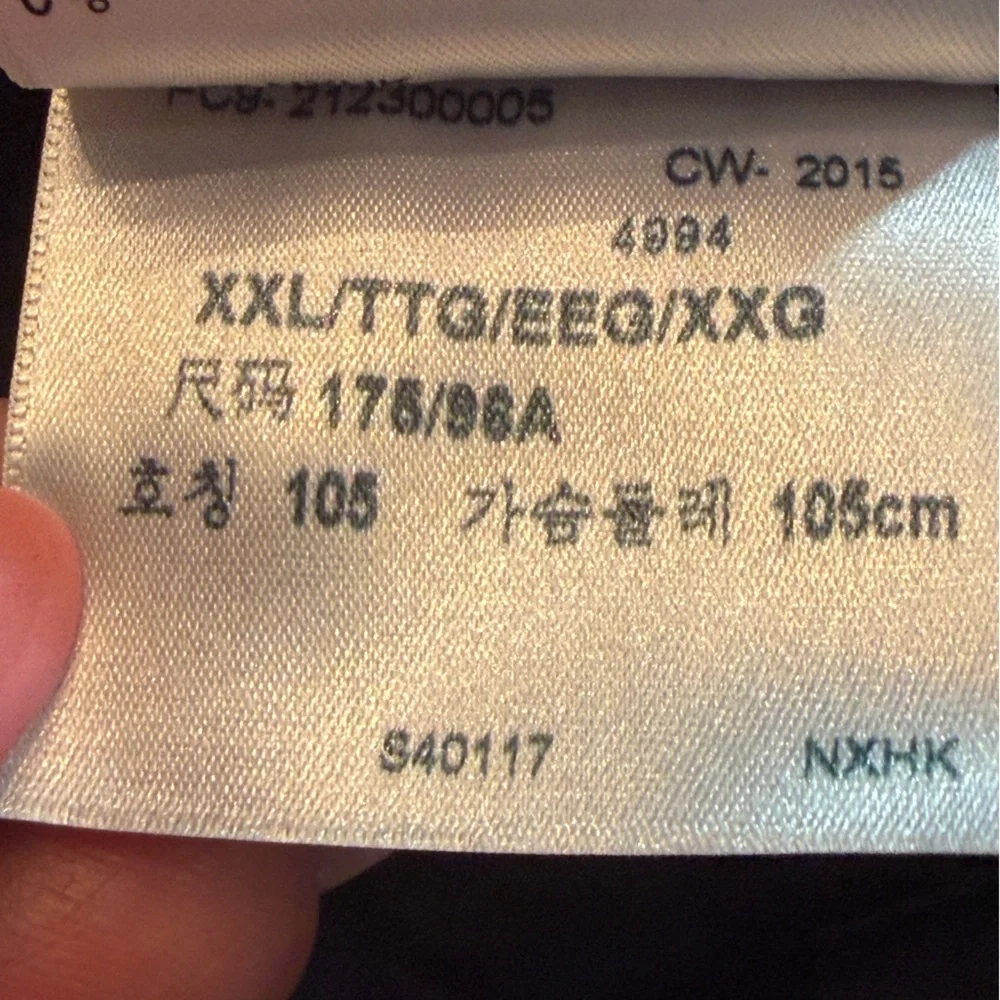 212300005
CW- 2015
4994
XXL/TTG/EEG/XXG
尺码 175/96A
호칭 105 가슴둘레 105cm
S40117 NXHK